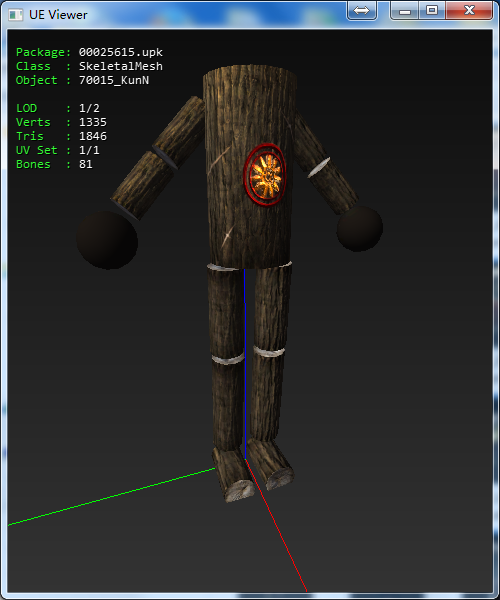 UE Viewer
Package: 00025615.upk
Class : SkeletalMesh
Object : 70015_KunN
LOD : 1/2
Verts : 1335
Tris : 1846
UV Set : 1/1
Bones : 81